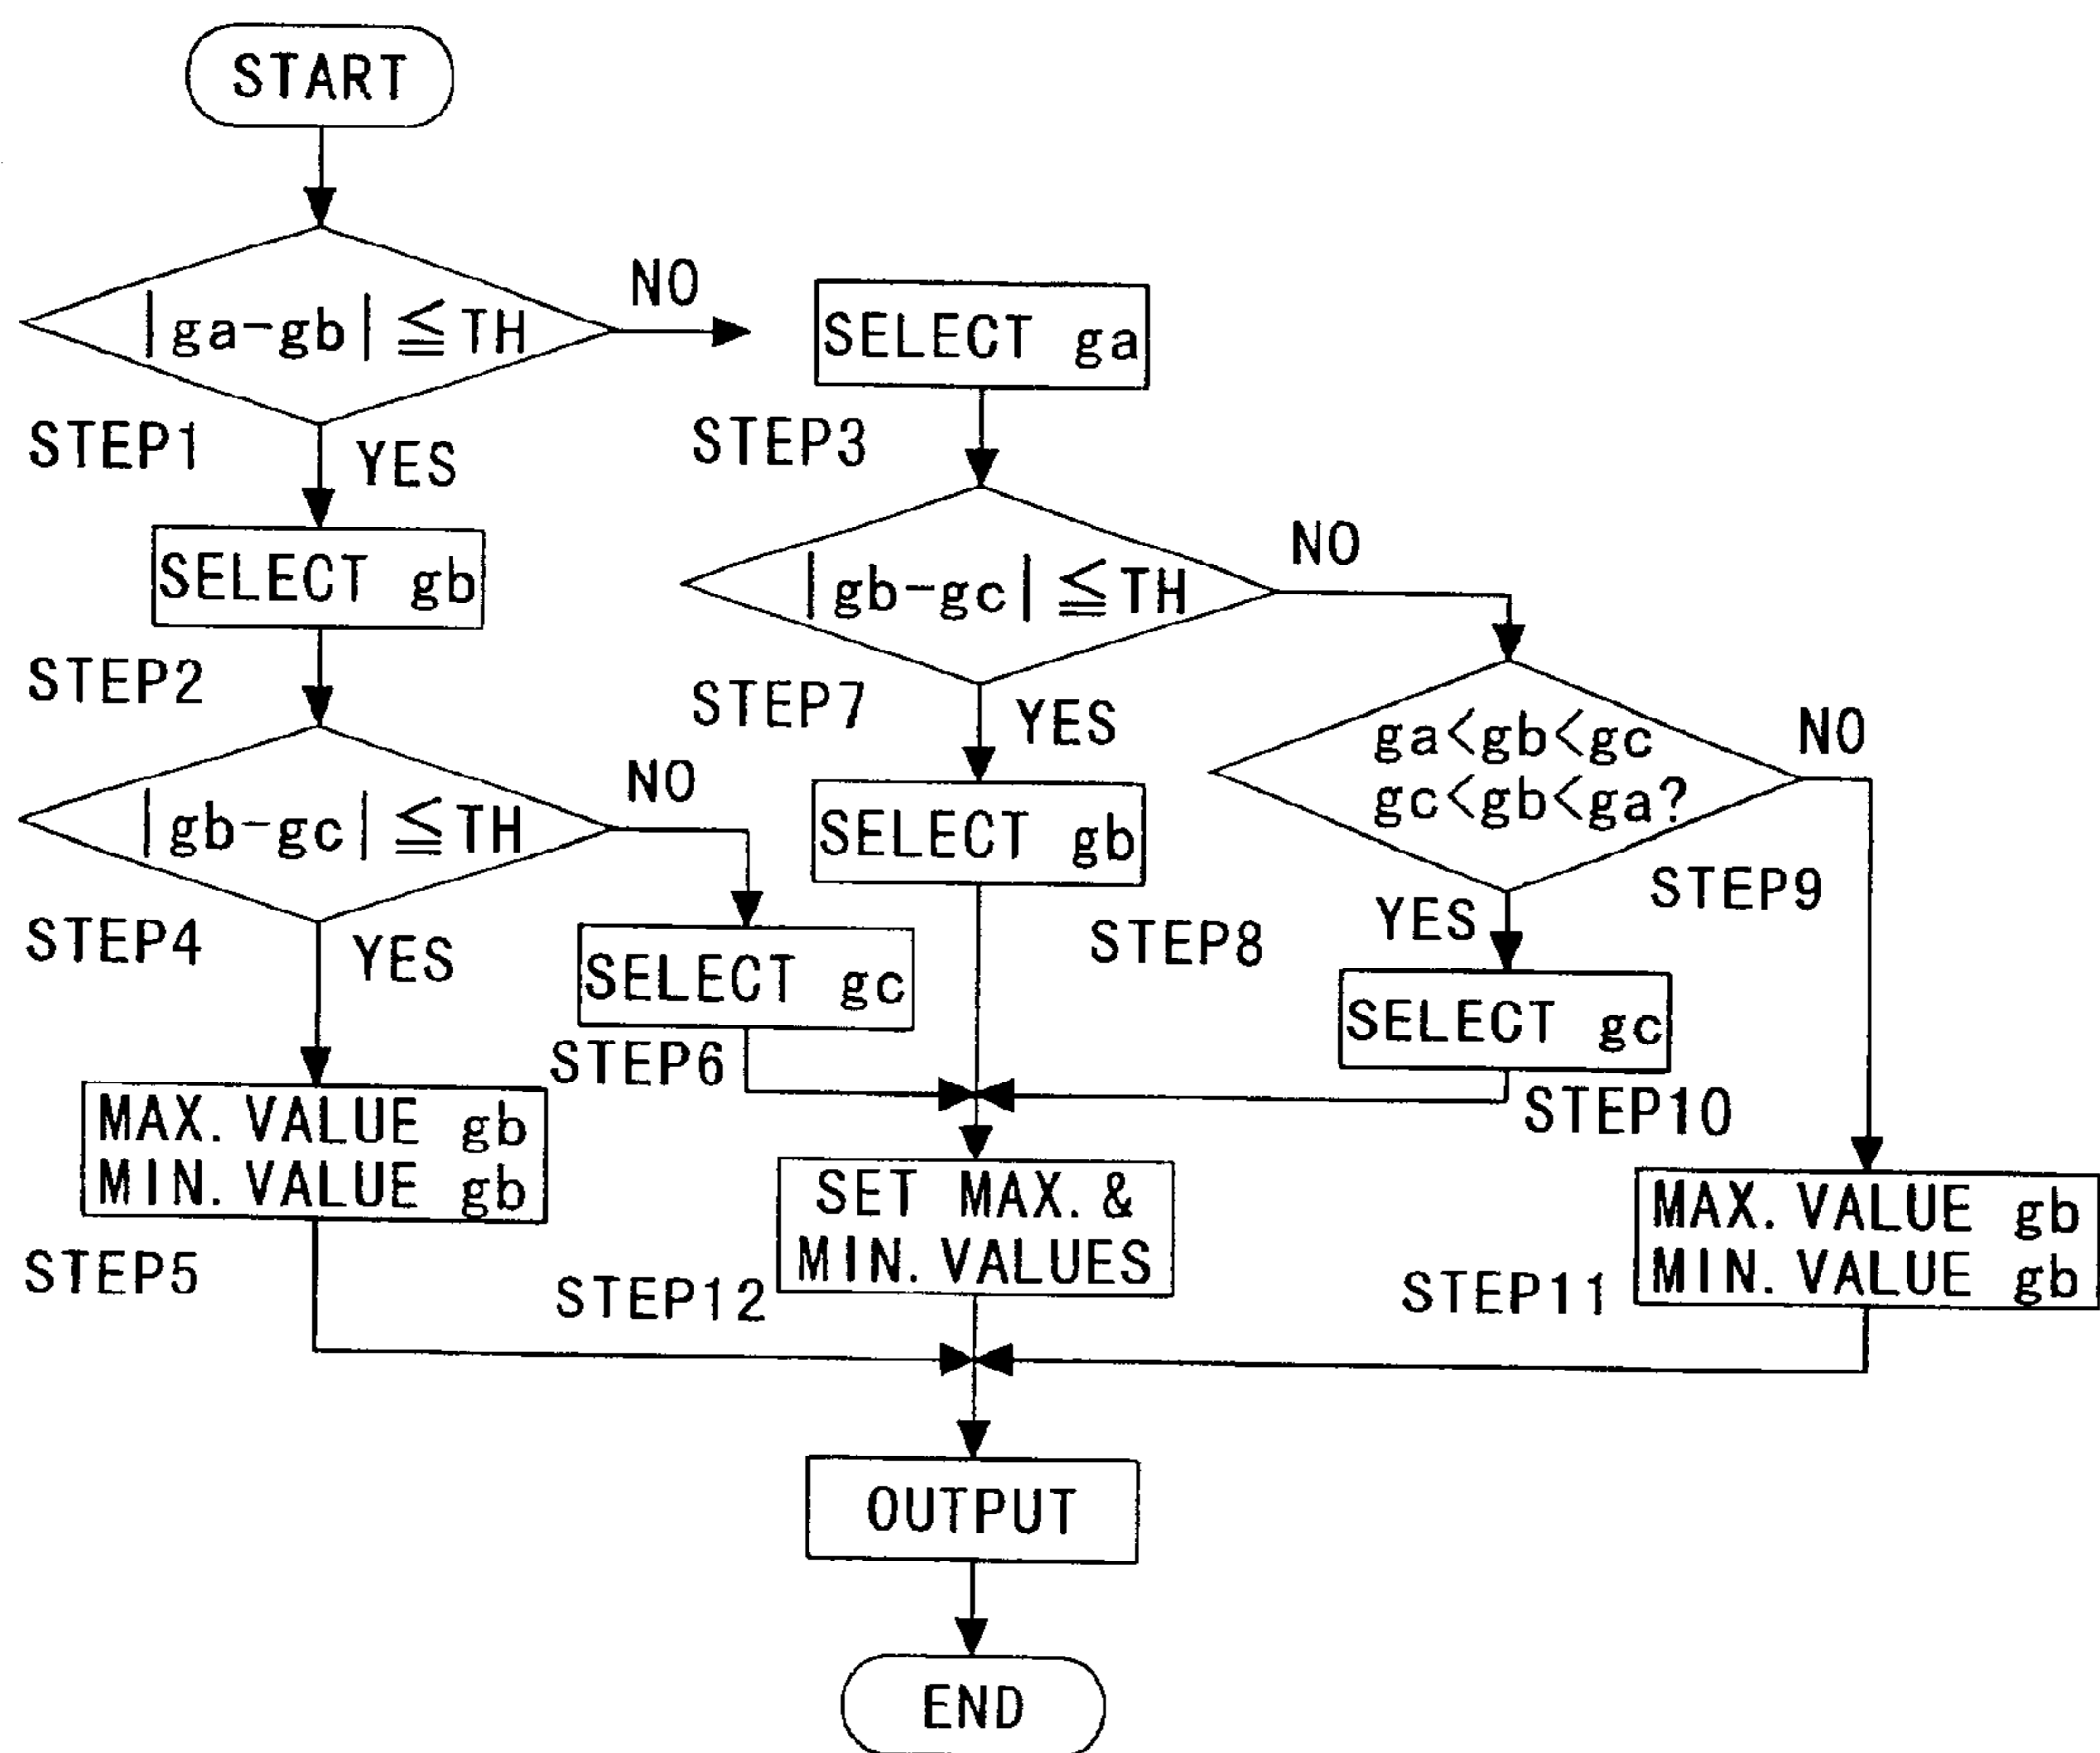 START
|ga-gb|≦TH
NO
SELECT ga
STEP1
YES
STEP3
SELECT gb
|gb-gc|≦TH
NO
STEP2
STEP7
YES
ga<gb<gc
gc<gb<ga?
NO
|gb-gc|≦TH
NO
SELECT gb
STEP9
STEP4
YES
SELECT gc
STEP8
YES
SELECT gc
STEP6
STEP10
MAX. VALUE gb
MIN. VALUE gb
SET MAX. &
MIN. VALUES
MAX. VALUE gb
MIN. VALUE gb
STEP5
STEP12
STEP11
OUTPUT
END